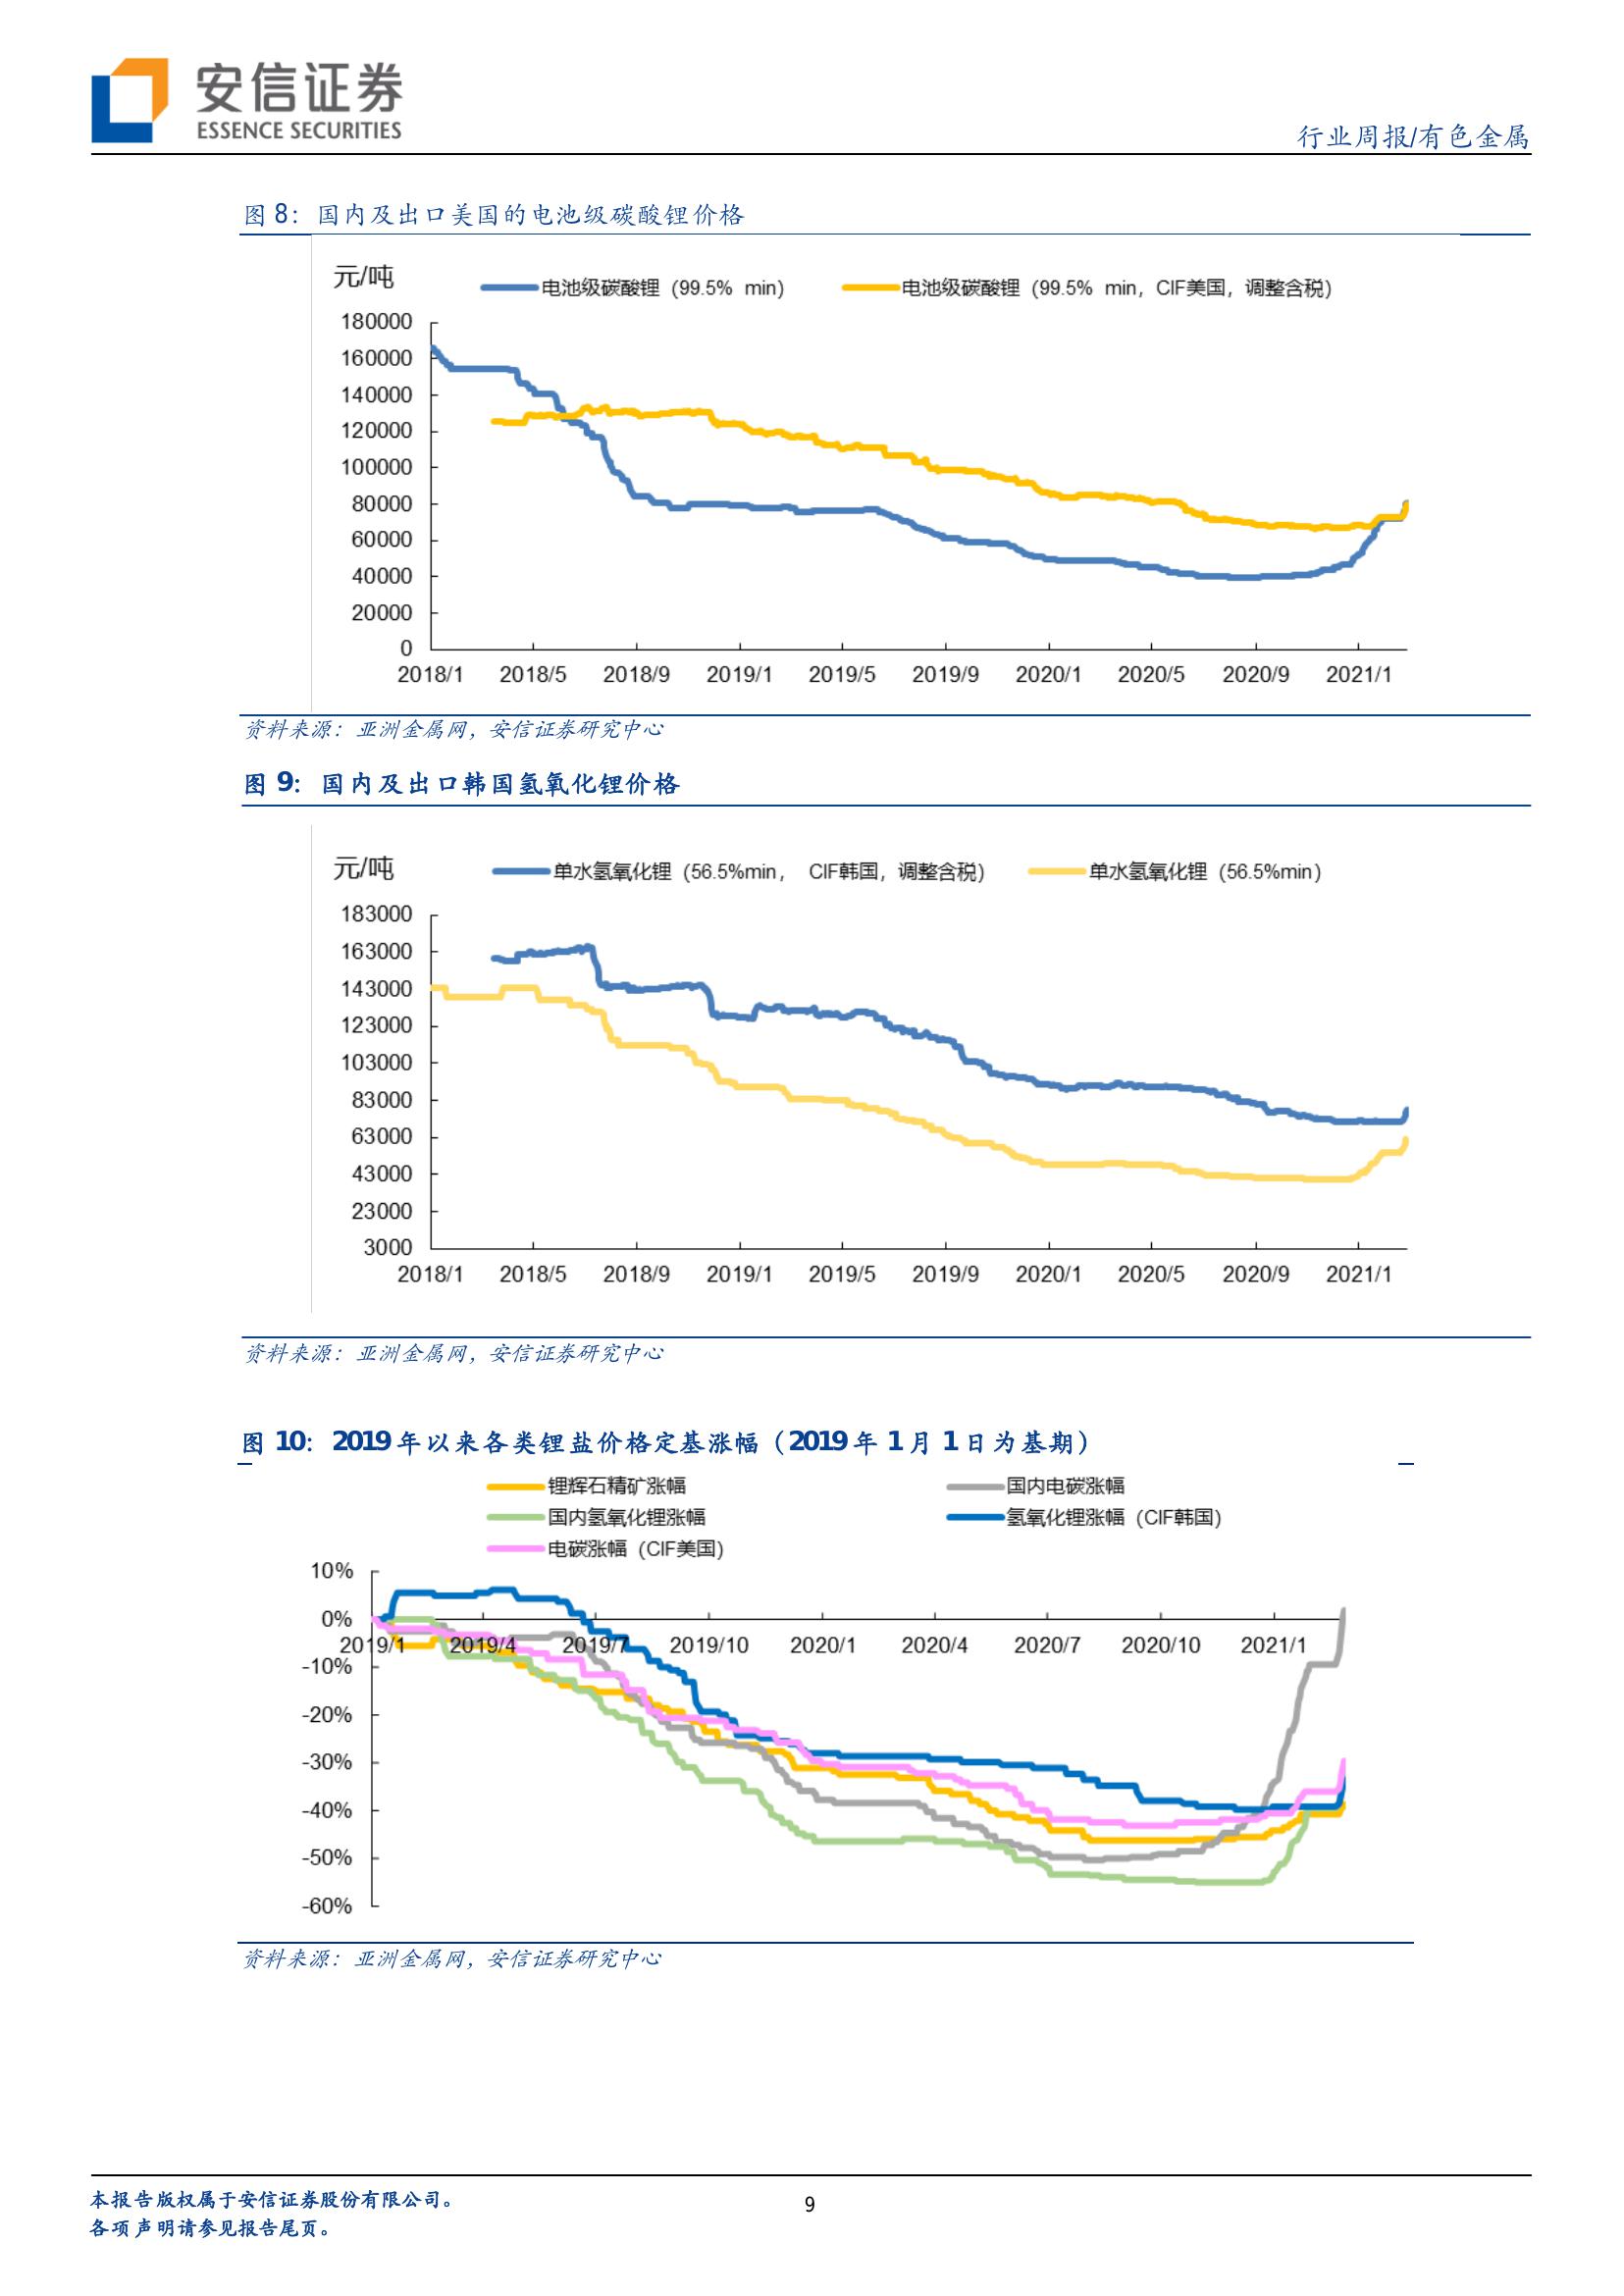 安信证券
ESSENCE SECURITIES
行业周报/有色金属
图 8：国内及出口美国的电池级碳酸锂价格
元/吨
电池级碳酸锂（99.5% min） 电池级碳酸锂（99.5% min，CIF美国，调整含税）
180000
160000
140000
120000
100000
80000
60000
40000
20000
0
2018/1 2018/5 2018/9 2019/1 2019/5 2019/9 2020/1 2020/5 2020/9 2021/1
资料来源：亚洲金属网，安信证券研究中心
图 9：国内及出口韩国氢氧化锂价格
元/吨
单水氢氧化锂（56.5%min， CIF韩国，调整含税） 单水氢氧化锂（56.5%min）
183000
163000
143000
123000
103000
83000
63000
43000
23000
3000
2018/1 2018/5 2018/9 2019/1 2019/5 2019/9 2020/1 2020/5 2020/9 2021/1
资料来源：亚洲金属网，安信证券研究中心
图 10：2019 年以来各类锂盐价格定基涨幅（2019 年 1 月 1 日为基期）
锂辉石精矿涨幅 国内电碳涨幅
国内氢氧化锂涨幅 氢氧化锂涨幅（CIF韩国）
电碳涨幅（CIF美国）
10%
0%
2019/1 2019/4 2019/7 2019/10 2020/1 2020/4 2020/7 2020/10 2021/1
-10%
-20%
-30%
-40%
-50%
-60%
资料来源：亚洲金属网，安信证券研究中心
本报告版权属于安信证券股份有限公司。
各项声明请参见报告尾页。
9